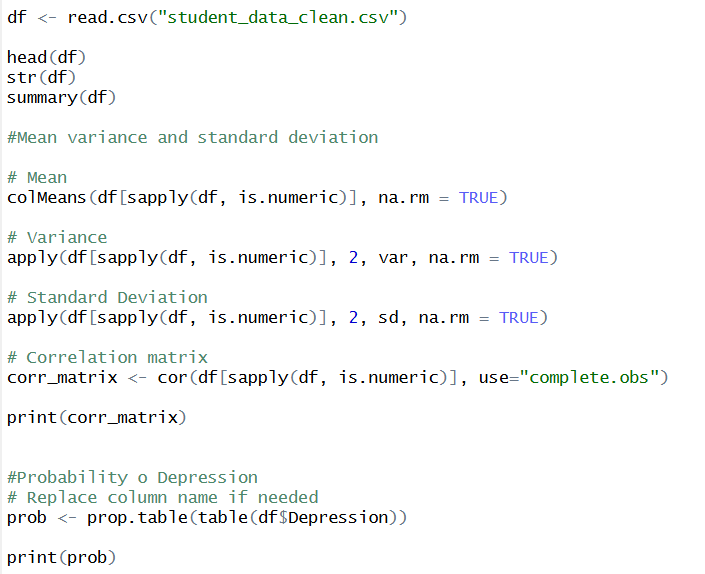 df <- read.csv("student_data_clean.csv")
head(df)
str(df)
summary(df)
#Mean variance and standard deviation
# Mean
colMeans(df[sapply(df, is.numeric)], na.rm = TRUE)
# Variance
apply(df[sapply(df, is.numeric)], 2, var, na.rm = TRUE)
# Standard Deviation
apply(df[sapply(df, is.numeric)], 2, sd, na.rm = TRUE)
# Correlation matrix
corr_matrix <- cor(df[sapply(df, is.numeric)], use="complete.obs")
print(corr_matrix)
#Probability o Depression
# Replace column name if needed
prob <- prop.table(table(df$Depression))
print(prob)